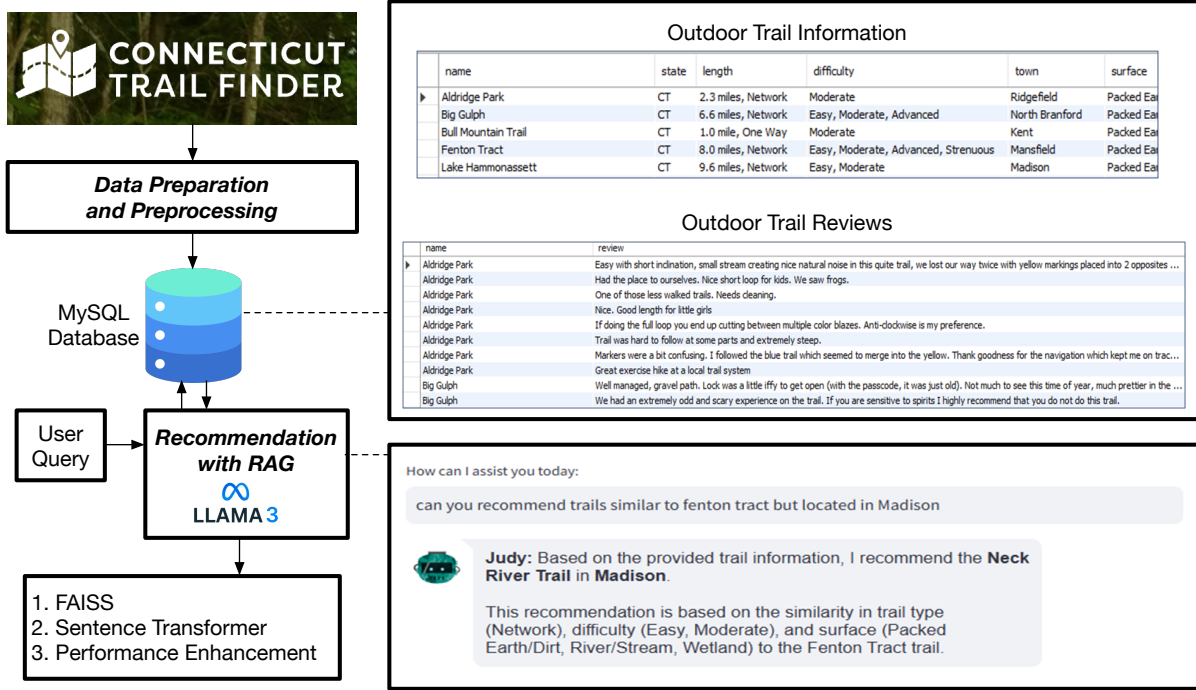 CONNECTICUT
TRAIL FINDER
Data Preparation
and Preprocessing
MySQL
Database
User
Query
Recommendation
with RAG
LLAMA 3
1. FAISS
2. Sentence Transformer
3. Performance Enhancement
Outdoor Trail Information
name state length difficulty town surface
Aldridge Park CT 2.3 miles, Network Moderate Ridgefield Packed Ear
Big Gulph CT 6.6 miles, Network Easy, Moderate, Advanced North Branford Packed Ear
Bull Mountain Trail CT 1.0 mile, One Way Moderate Kent Packed Ear
Fenton Tract CT 8.0 miles, Network Easy, Moderate, Advanced, Strenuous Mansfield Packed Ear
Lake Hammonassett CT 9.6 miles, Network Easy, Moderate Madison Packed Ear
Outdoor Trail Reviews
name review
Aldridge Park Easy with short inclination, small stream creating nice natural noise in this quite trail, we lost our way twice with yellow markings placed into 2 opposites ...
Aldridge Park Had the place to ourselves. Nice short loop for kids. We saw frogs.
Aldridge Park One of those less walked trails. Needs cleaning.
Aldridge Park Nice. Good length for little girls
Aldridge Park If doing the full loop you end up cutting between multiple color blazes. Anti-dockwise is my preference.
Aldridge Park Trail was hard to follow at some parts and extremely steep.
Aldridge Park Markers were a bit confusing. I followed the blue trail which seemed to merge into the yellow. Thank goodness for the navigation which kept me on trac...
Aldridge Park Great exercise hike at a local trail system
Big Gulph Well managed, gravel path. Lock was a little iffy to get open (with the passcode, it was just old). Not much to see this time of year, much prettier in the ...
Big Gulph We had an extremely odd and scary experience on the trail. If you are sensitive to spirits I highly recommend that you do not do this trail.
How can I assist you today:
can you recommend trails similar to fenton tract but located in Madison
Judy: Based on the provided trail information, I recommend the Neck
River Trail in Madison.
This recommendation is based on the similarity in trail type
(Network), difficulty (Easy, Moderate), and surface (Packed
Earth/Dirt, River/Stream, Wetland) to the Fenton Tract trail.